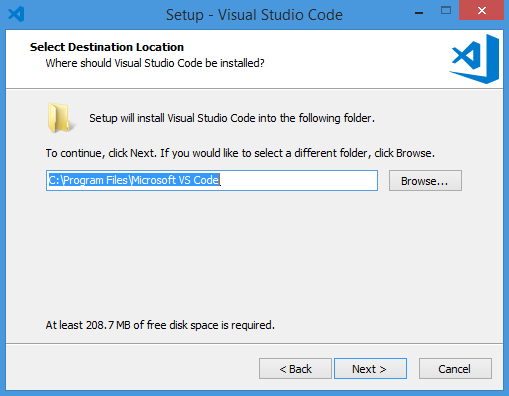 Setup - Visual Studio Code
Select Destination Location
Where should Visual Studio Code be installed?
Setup will install Visual Studio Code into the following folder.
To continue, click Next. If you would like to select a different folder, click Browse.
C:\Program Files\Microsoft VS Code
Browse...
At least 208.7 MB of free disk space is required.
< Back
Next >
Cancel